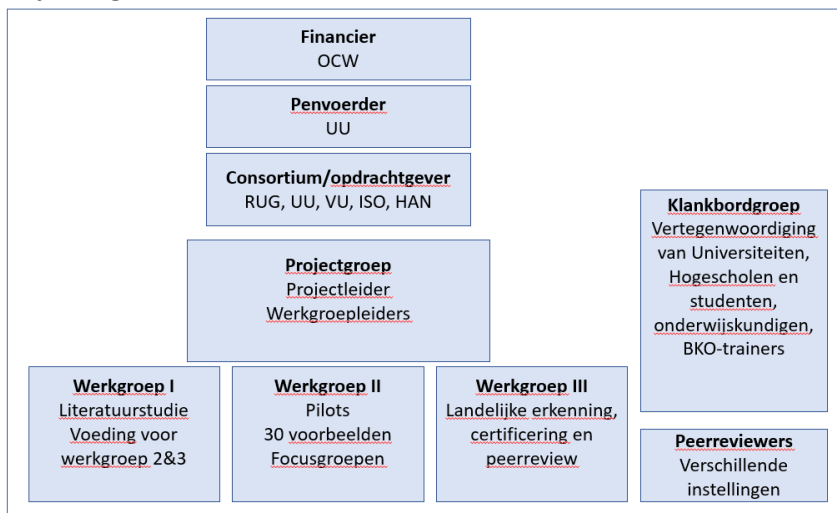 Financier
OCW
Penvoerder
UU
Consortium/opdrachtgever
RUG, UU, VU, ISO, HAN
Projectgroep
Projectleider
Werkgroepleiders
Klankbordgroep
Vertegenwoordiging
van Universiteiten,
Hogescholen en
studenten,
onderwijskundigen,
BKO-trainers
Werkgroep I
Literatuurstudie
Voeding voor
werkgroep 2&3
Werkgroep II
Pilots
30 voorbeelden
Focusgroepen
Werkgroep III
Landelijke erkenning,
certificering en
peerreview
Peerreviewers
Verschillende
instellingen